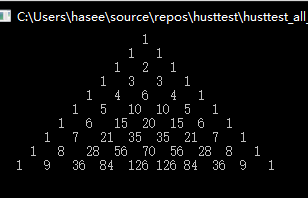 C:\Users\hasee\source\repos\husttest\husttest_all_
1
1 1
1 2 1
1 3 3 1
1 4 6 4 1
1 5 10 10 5 1
1 6 15 20 15 6 1
1 7 21 35 35 21 7 1
1 8 28 56 70 56 28 8 1
1 9 36 84 126 126 84 36 9 1